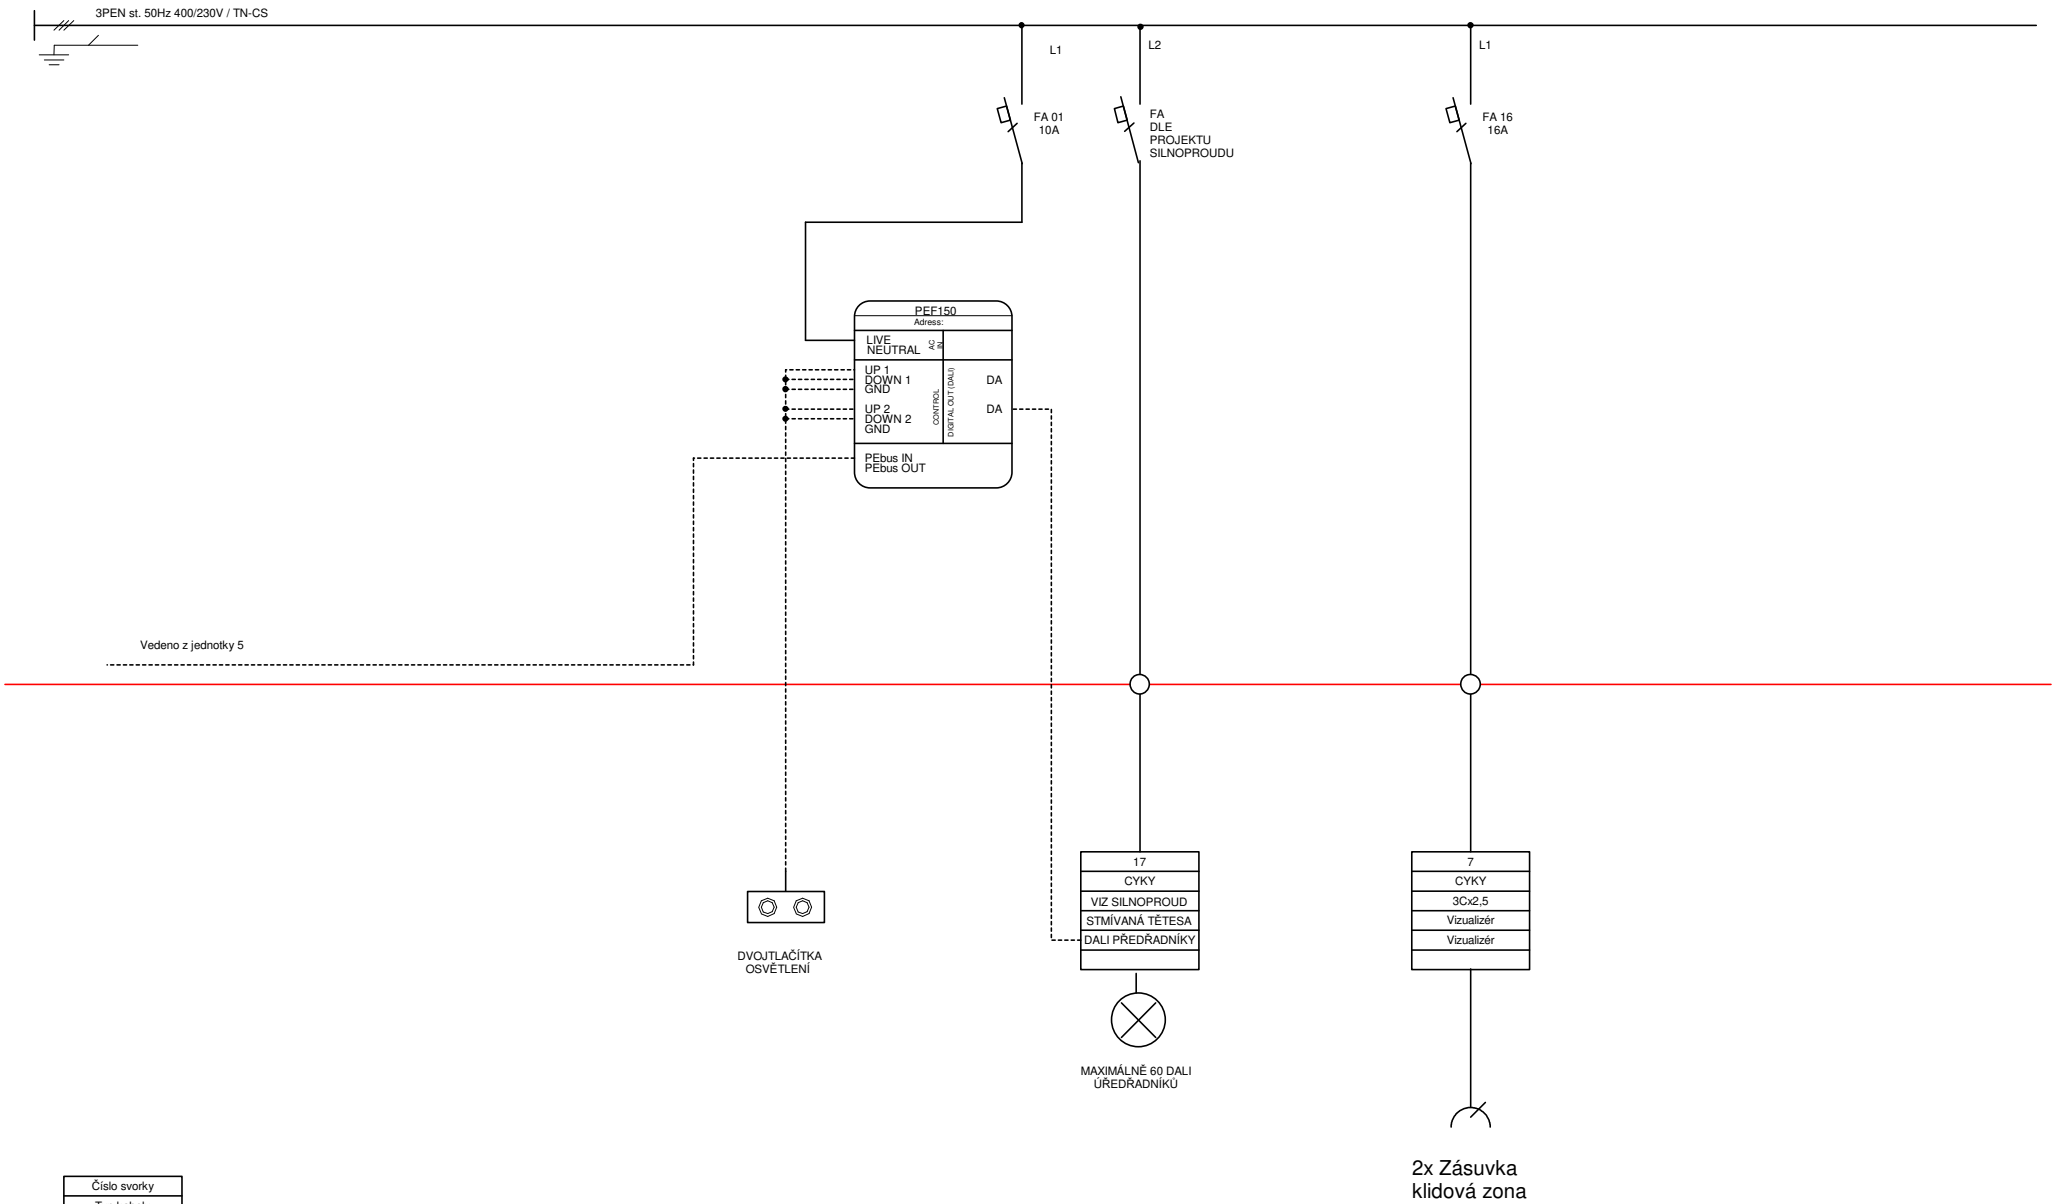 3PEN st. 50Hz 400/230V / TN-CS
L1
L2
L1
FA 01
10A
FA
DLE
PROJEKTU
SILNOPROUDU
FA 16
16A
PEF150
Adress:
LIVE
NEUTRAL
AC
IN
UP 1
DOWN 1
GND
UP 2
DOWN 2
GND
CONTROL
DIGITAL OUT (DALI)
DA
DA
PEbus IN
PEbus OUT
Vedeno z jednotky 5
DVOJTLAČÍTKA
OSVĚTLENÍ
17
CYKY
VIZ SILNOPROUD
STMÍVANÁ TĚTESA
DALI PŘEDŘADNÍKY
MAXIMÁLNĚ 60 DALI
ÚŘEDŘADNÍKŮ
7
CYKY
3Cx2,5
Vizualizér
Vizualizér
2x Zásuvka
klidová zona
Číslo svorky